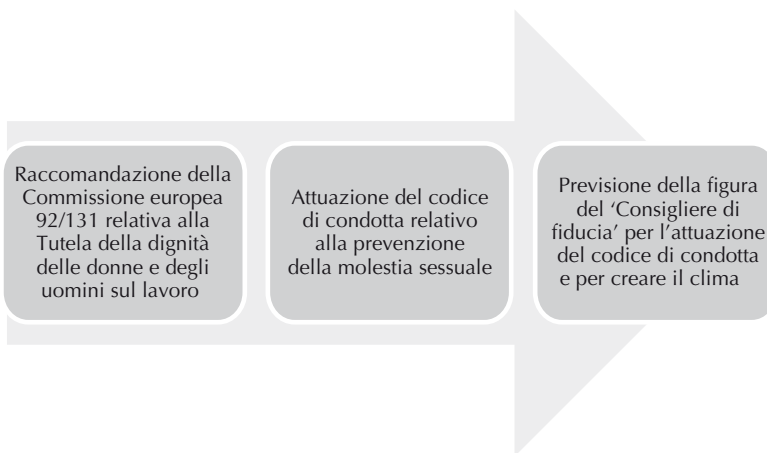 Raccomandazione della
Commissione europea
92/131 relativa alla
Tutela della dignità
delle donne e degli
uomini sul lavoro
Attuazione del codice
di condotta relativo
alla prevenzione
della molestia sessuale
Previsione della figura
del ‘Consigliere di
fiducia’ per l’attuazione
del codice di condotta
e per creare il clima